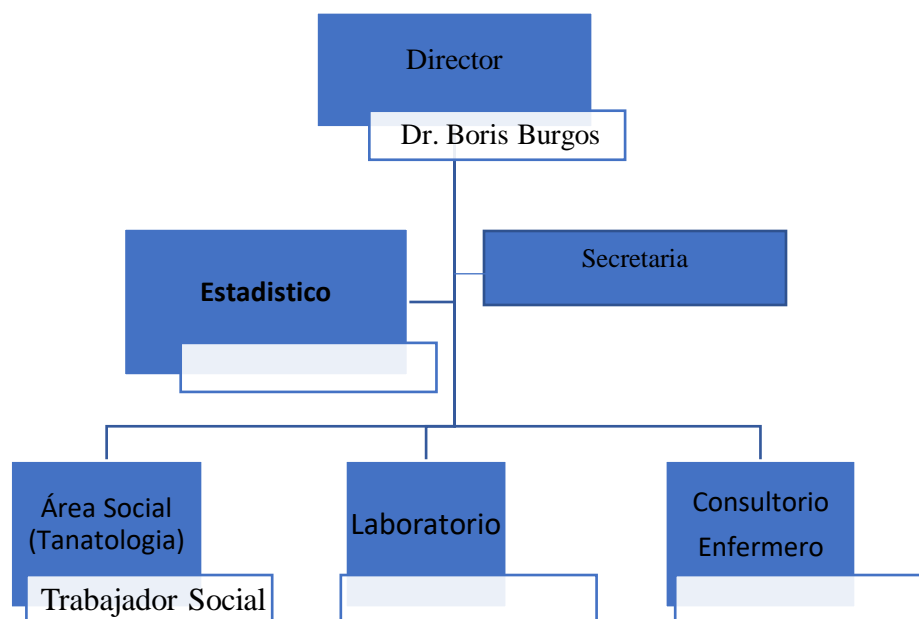 Director
Dr. Boris Burgos
Secretaria
Estadistico
Área Social
(Tanatologia)
Trabajador Social
Laboratorio
Consultorio
Enfermero